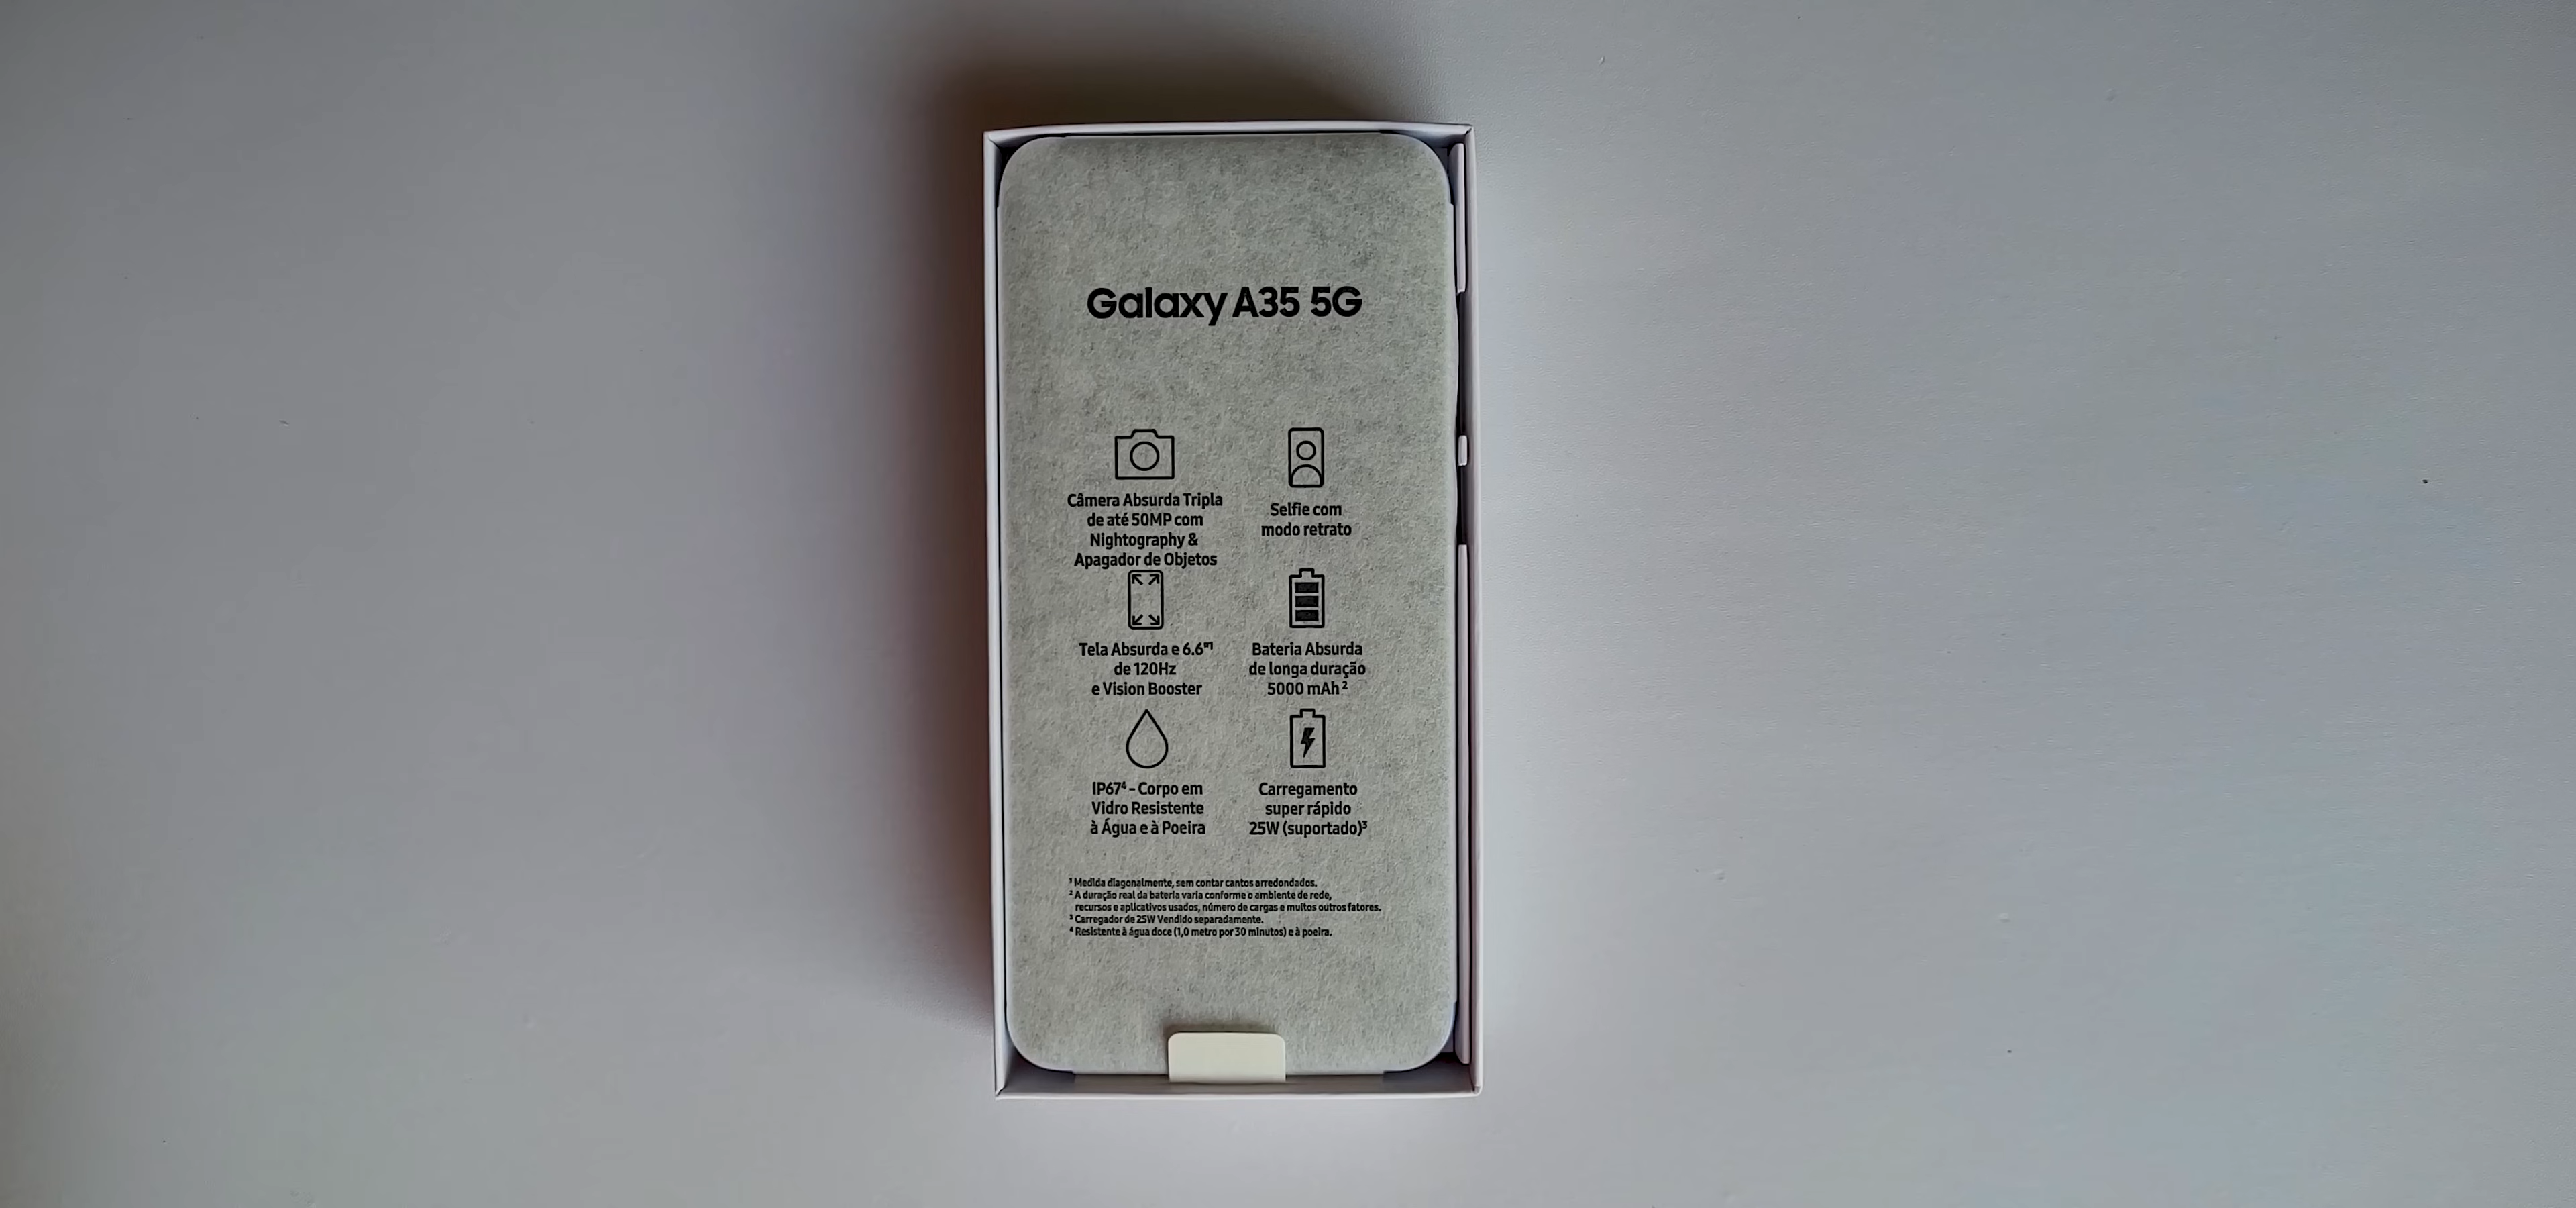 Galaxy A35 5G
Câmera Absurda Tripla
de até 50MP com
Nightography &
Apagador de Objetos
Selfie com
modo retrato
Tela Absurda e 6.6"¹
de 120Hz
e Vision Booster
Bateria Absurda
de longa duração
5000 mAh ²
IP67⁴ - Corpo em
Vidro Resistente
à Água e à Poeira
Carregamento
super rápido
25W (suportado)³
¹ Medida diagonalmente, sem contar cantos arredondados.
² A duração real da bateria varia conforme o ambiente de rede,
recursos e aplicativos usados, número de cargas e muitos outros fatores.
³ Carregador de 25W Vendido separadamente.
⁴ Resistente à água doce (1,0 metro por 30 minutos) e à poeira.